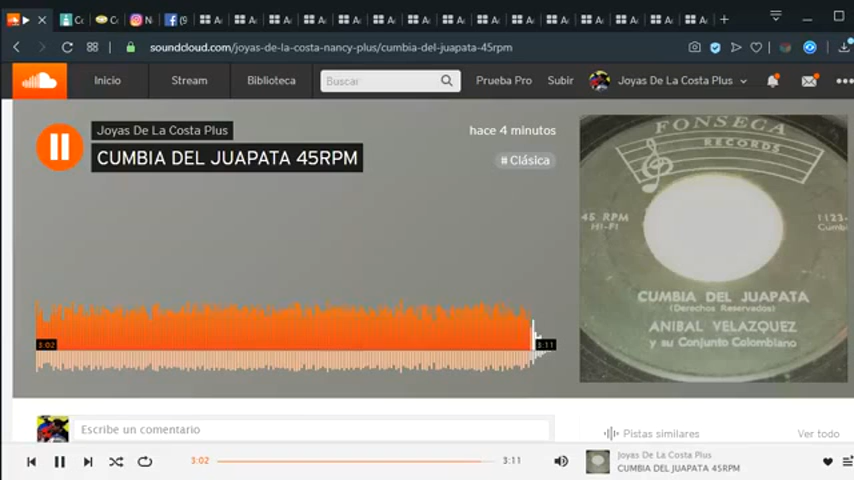 soundcloud.com/joyas-de-la-costa-nancy-plus/cumbia-del-juapata-45rpm
Inicio
Stream
Biblioteca
Buscar
Prueba Pro
Subir
Joyas De La Costa Plus
Joyas De La Costa Plus
hace 4 minutos
CUMBIA DEL JUAPATA 45RPM
# Clásica
FONSECA
RECORDS
45 RPM
HI-FI
1123-
Cumbi
CUMBIA DEL JUAPATA
(Derechos Reservados)
ANIBAL VELAZQUEZ
y su Conjunto Colombiano
3:02
3:11
Escribe un comentario
Pistas similares
Ver todo
3:02
3:11
Joyas De La Costa Plus
CUMBIA DEL JUAPATA 45RPM